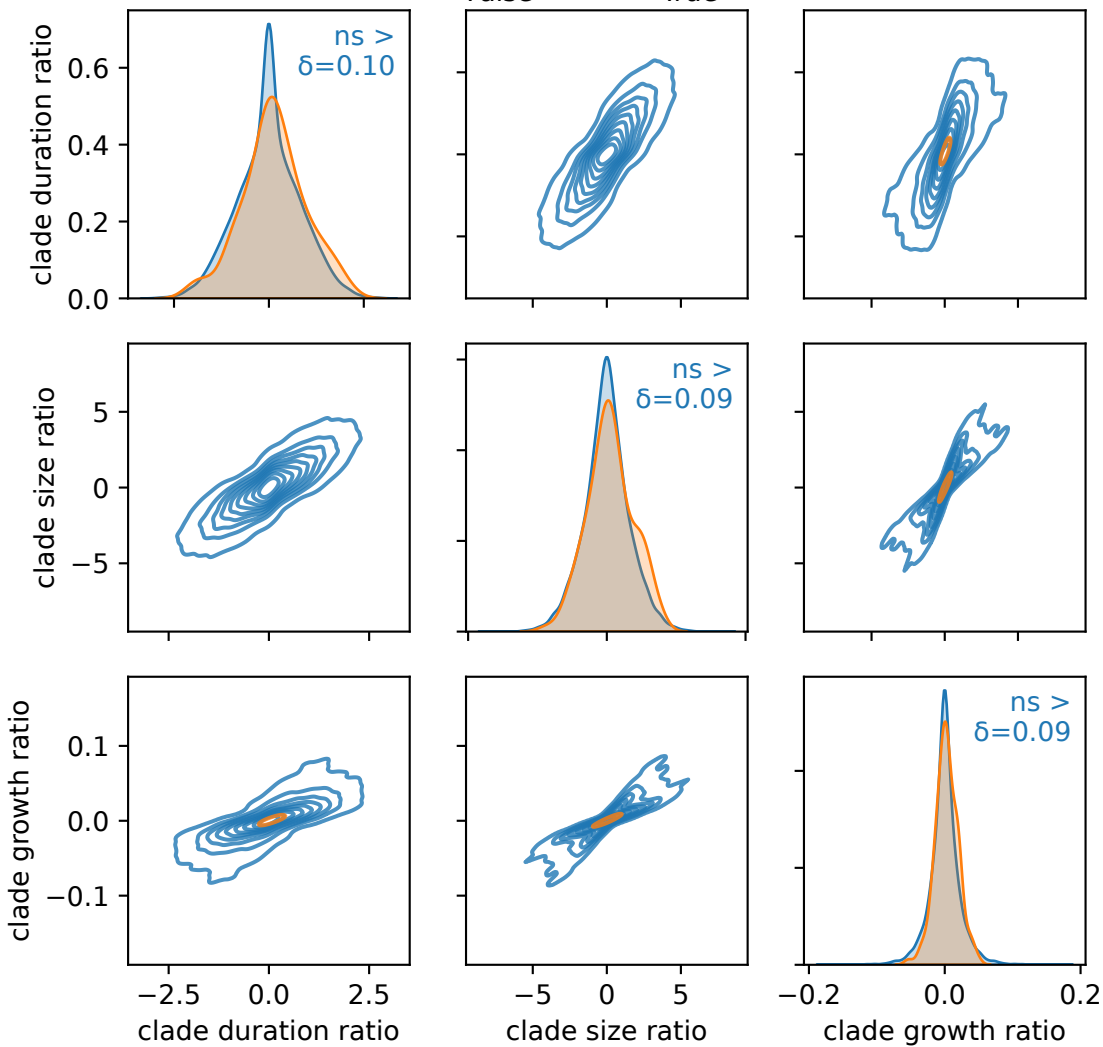 clade duration ratio
0.6
0.4
0.2
0.0
ns >
δ=0.10
clade size ratio
5
0
−5
ns >
δ=0.09
clade growth ratio
0.1
0.0
−0.1
ns >
δ=0.09
−2.5 0.0 2.5
−5 0 5
−0.2 0.0 0.2
clade duration ratio
clade size ratio
clade growth ratio